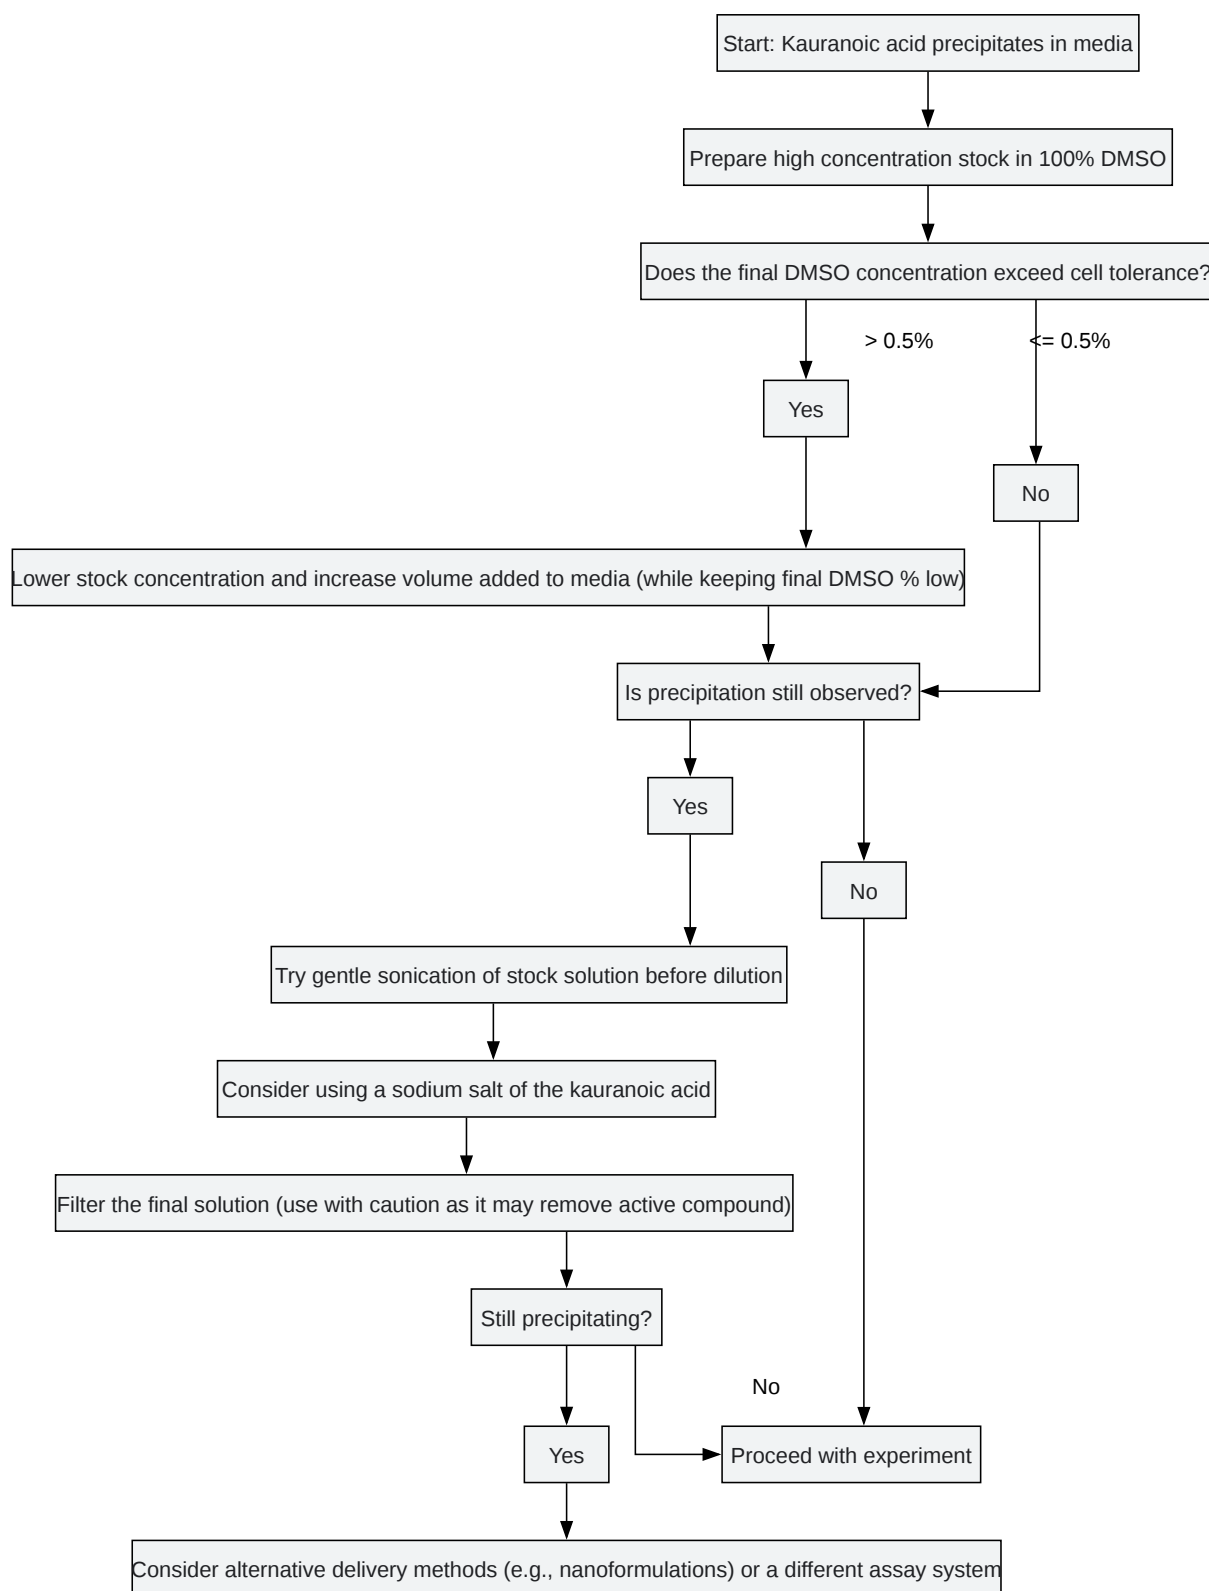 Start: Kauranoic acid precipitates in media
Prepare high concentration stock in 100% DMSO
Does the final DMSO concentration exceed cell tolerance?
> 0.5%
<= 0.5%
Yes
No
Lower stock concentration and increase volume added to media (while keeping final DMSO % low)
Is precipitation still observed?
Yes
No
Try gentle sonication of stock solution before dilution
Consider using a sodium salt of the kauranoic acid
Filter the final solution (use with caution as it may remove active compound)
Still precipitating?
No
Yes
Proceed with experiment
Consider alternative delivery methods (e.g., nanoformulations) or a different assay system